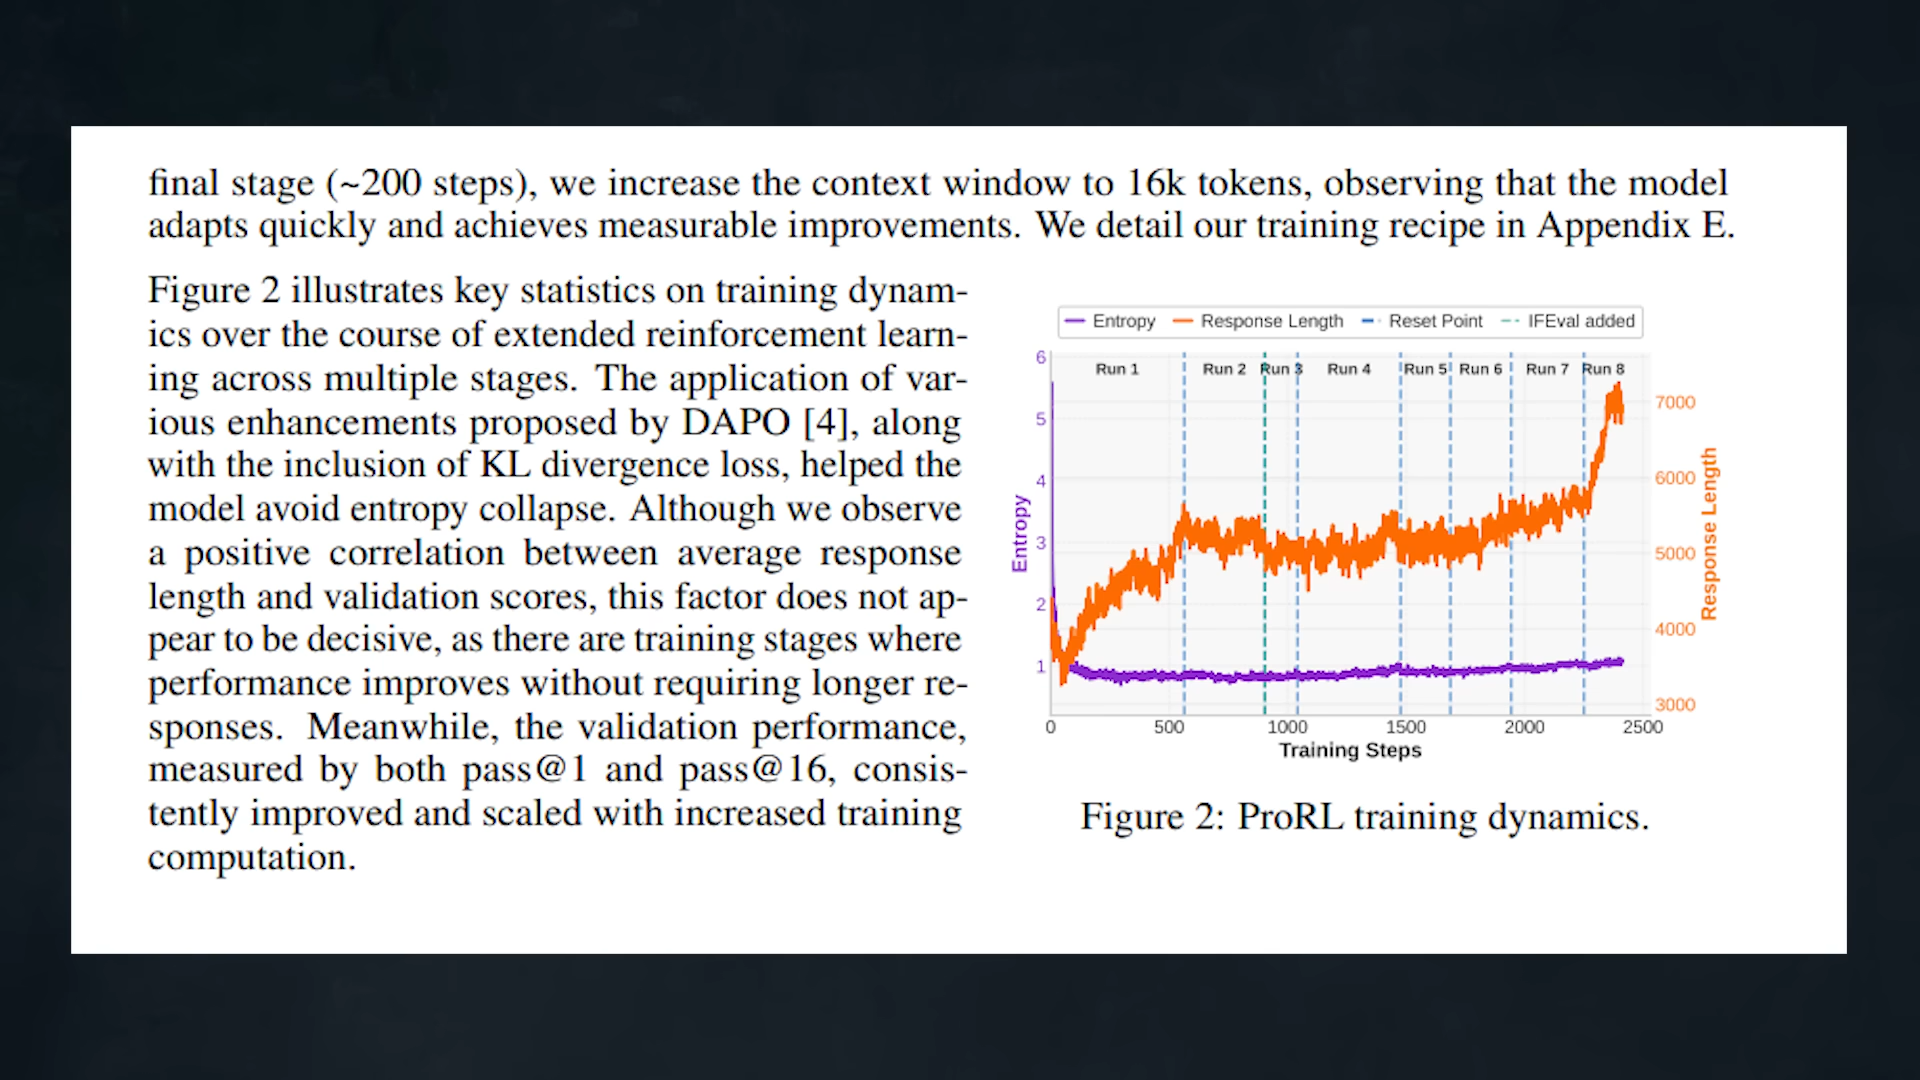 final stage (~200 steps), we increase the context window to 16k tokens, observing that the model
adapts quickly and achieves measurable improvements. We detail our training recipe in Appendix E.
Figure 2 illustrates key statistics on training dynam-
ics over the course of extended reinforcement learn-
ing across multiple stages. The application of var-
ious enhancements proposed by DAPO [4], along
with the inclusion of KL divergence loss, helped the
model avoid entropy collapse. Although we observe
a positive correlation between average response
length and validation scores, this factor does not ap-
pear to be decisive, as there are training stages where
performance improves without requiring longer re-
sponses. Meanwhile, the validation performance,
measured by both pass@1 and pass@16, consis-
tently improved and scaled with increased training
computation.
Entropy Response Length Reset Point IFEval added
Run 1 Run 2 Run 3 Run 4 Run 5 Run 6 Run 7 Run 8
6
5
4
3
2
1
Entropy
7000
6000
5000
4000
3000
Response Length
0 500 1000 1500 2000 2500
Training Steps
Figure 2: ProRL training dynamics.